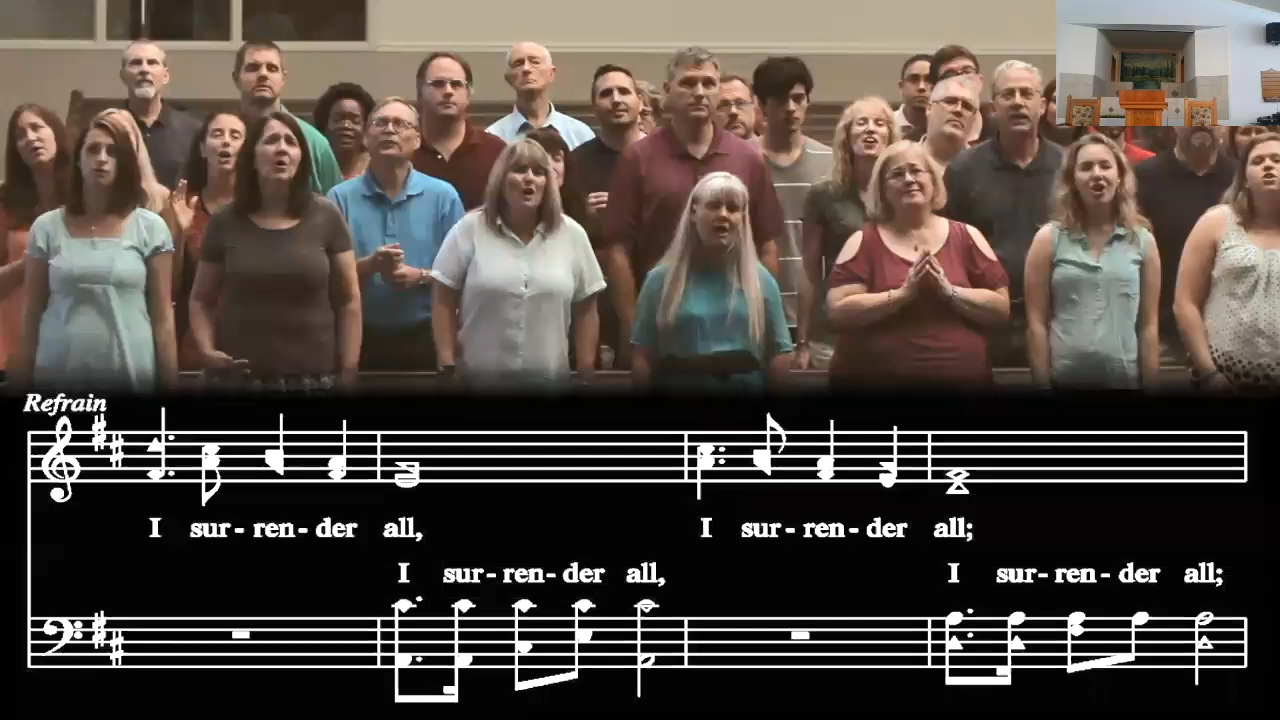 Refrain
I sur- ren- der all, I sur- ren- der all;
I sur- ren- der all, I sur- ren- der all;